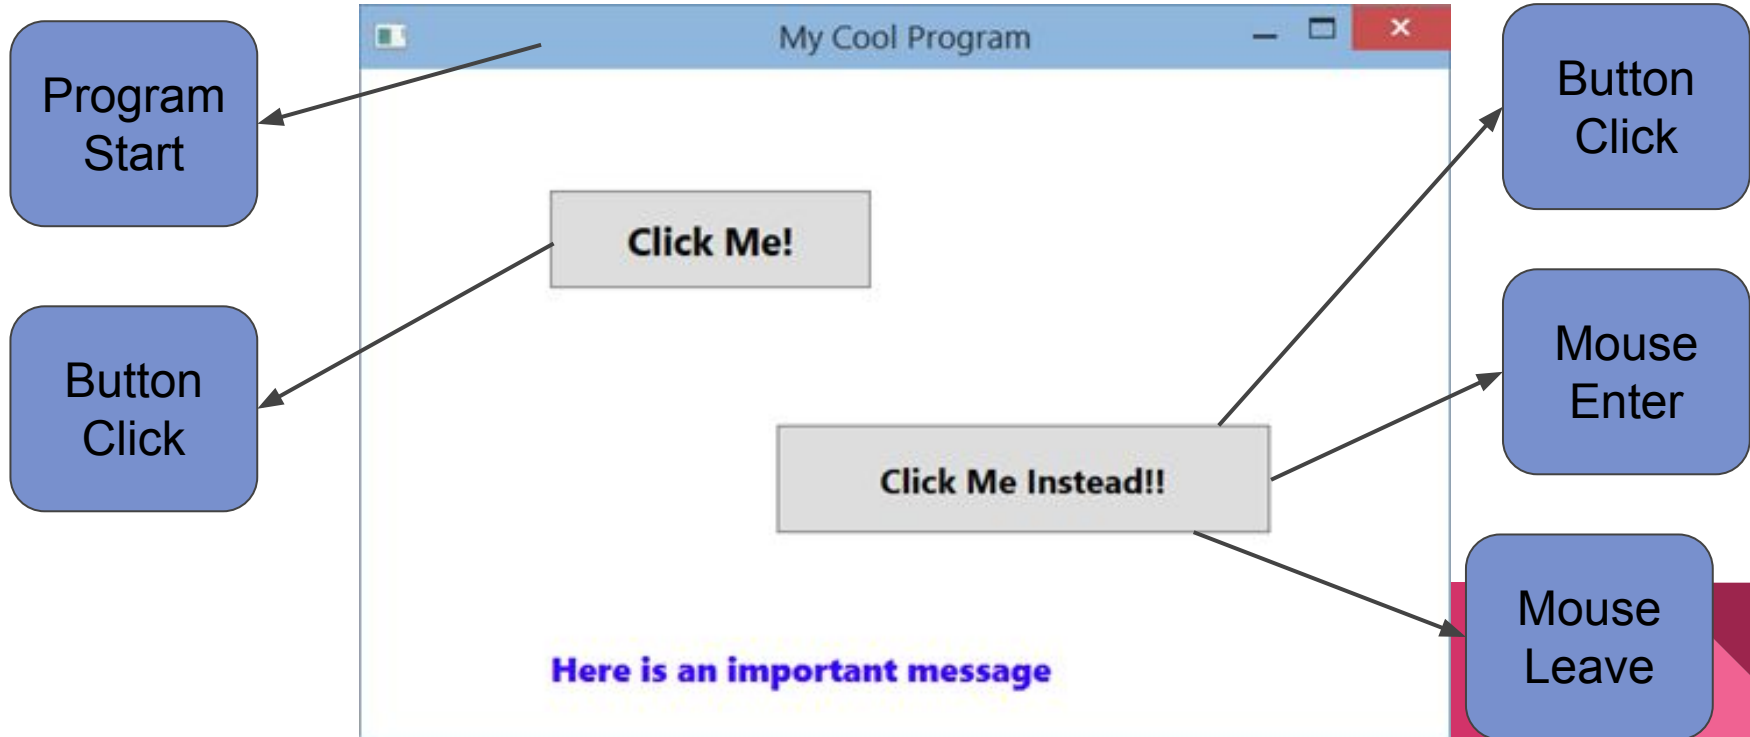 My Cool Program
Program
Start
Button
Click
Click Me!
Button
Click
Click Me Instead!!
Mouse
Enter
Mouse
Leave
Here is an important message